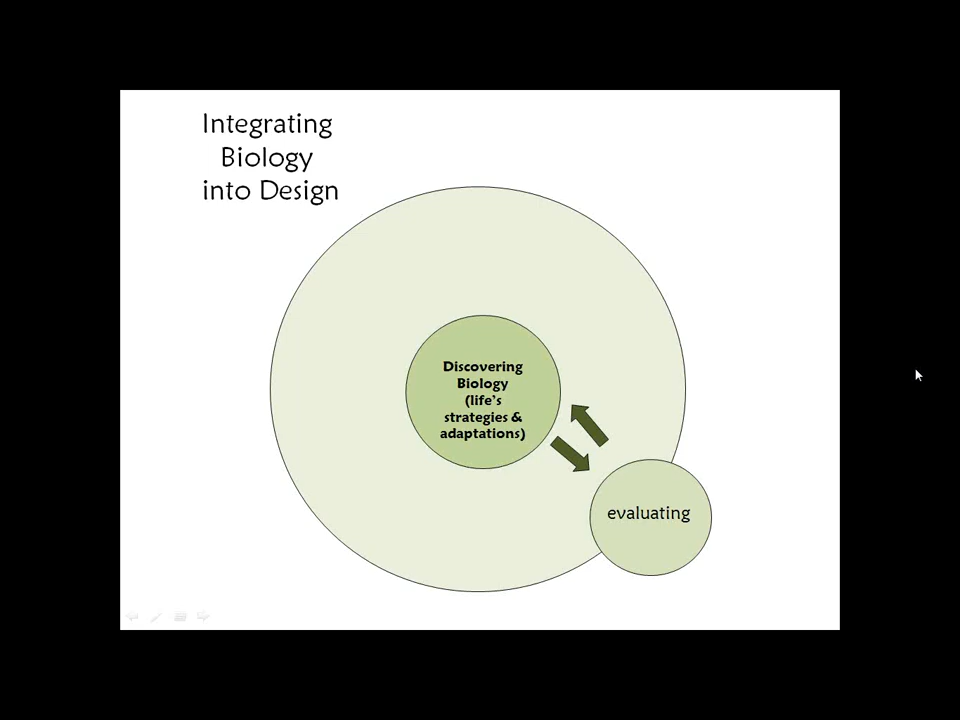 Integrating
Biology
into Design
Discovering
Biology
(life's
strategies &
adaptations)
evaluating